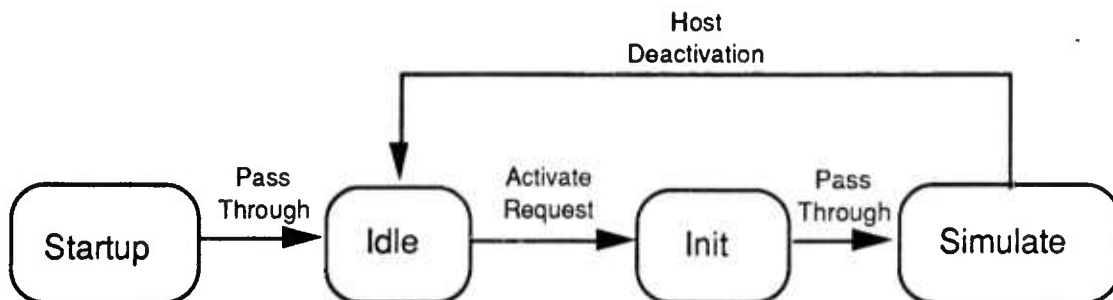 Host
Deactivation
Pass
Through
Activate
Request
Pass
Through
Startup
Idle
Init
Simulate